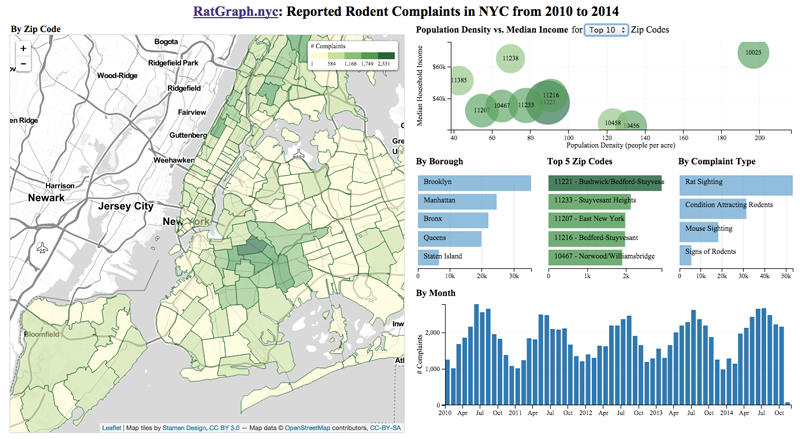 RatGraph.nyc: Reported Rodent Complaints in NYC from 2010 to 2014
By Zip Code
+
−
# Complaints
1 584 1,166 1,749 2,331
Bogota
Ridgefield Park
Wood-Ridge
Ridgefield
Fairview
Guttenberg
Weehawken
Harrison
Newark
Jersey City
New York
Bloomfield
Leaflet | Map tiles by Stamen Design, CC BY 3.0 — Map data © OpenStreetMap contributors, CC-BY-SA
Population Density vs. Median Income for Top 10 Zip Codes
Median Household Income
$60k
$40k
11385
11238
10025
11207
10467
11233
11216
11221
10458
10456
40 60 80 100 120 140 160 180 200
Population Density (people per acre)
By Borough
Brooklyn
Manhattan
Bronx
Queens
Staten Island
0k 10k 20k 30k
Top 5 Zip Codes
11221 - Bushwick/Bedford-Stuyvesa
11233 - Stuyvesant Heights
11207 - East New York
11216 - Bedford-Stuyvesant
10467 - Norwood/Williamsbridge
0 1k 2k
By Complaint Type
Rat Sighting
Condition Attracting Rodents
Mouse Sighting
Signs of Rodents
0k 10k 20k 30k 40k 50k
By Month
# Complaints
2,000
1,000
0
2010 Apr Jul Oct 2011 Apr Jul Oct 2012 Apr Jul Oct 2013 Apr Jul Oct 2014 Apr Jul Oct